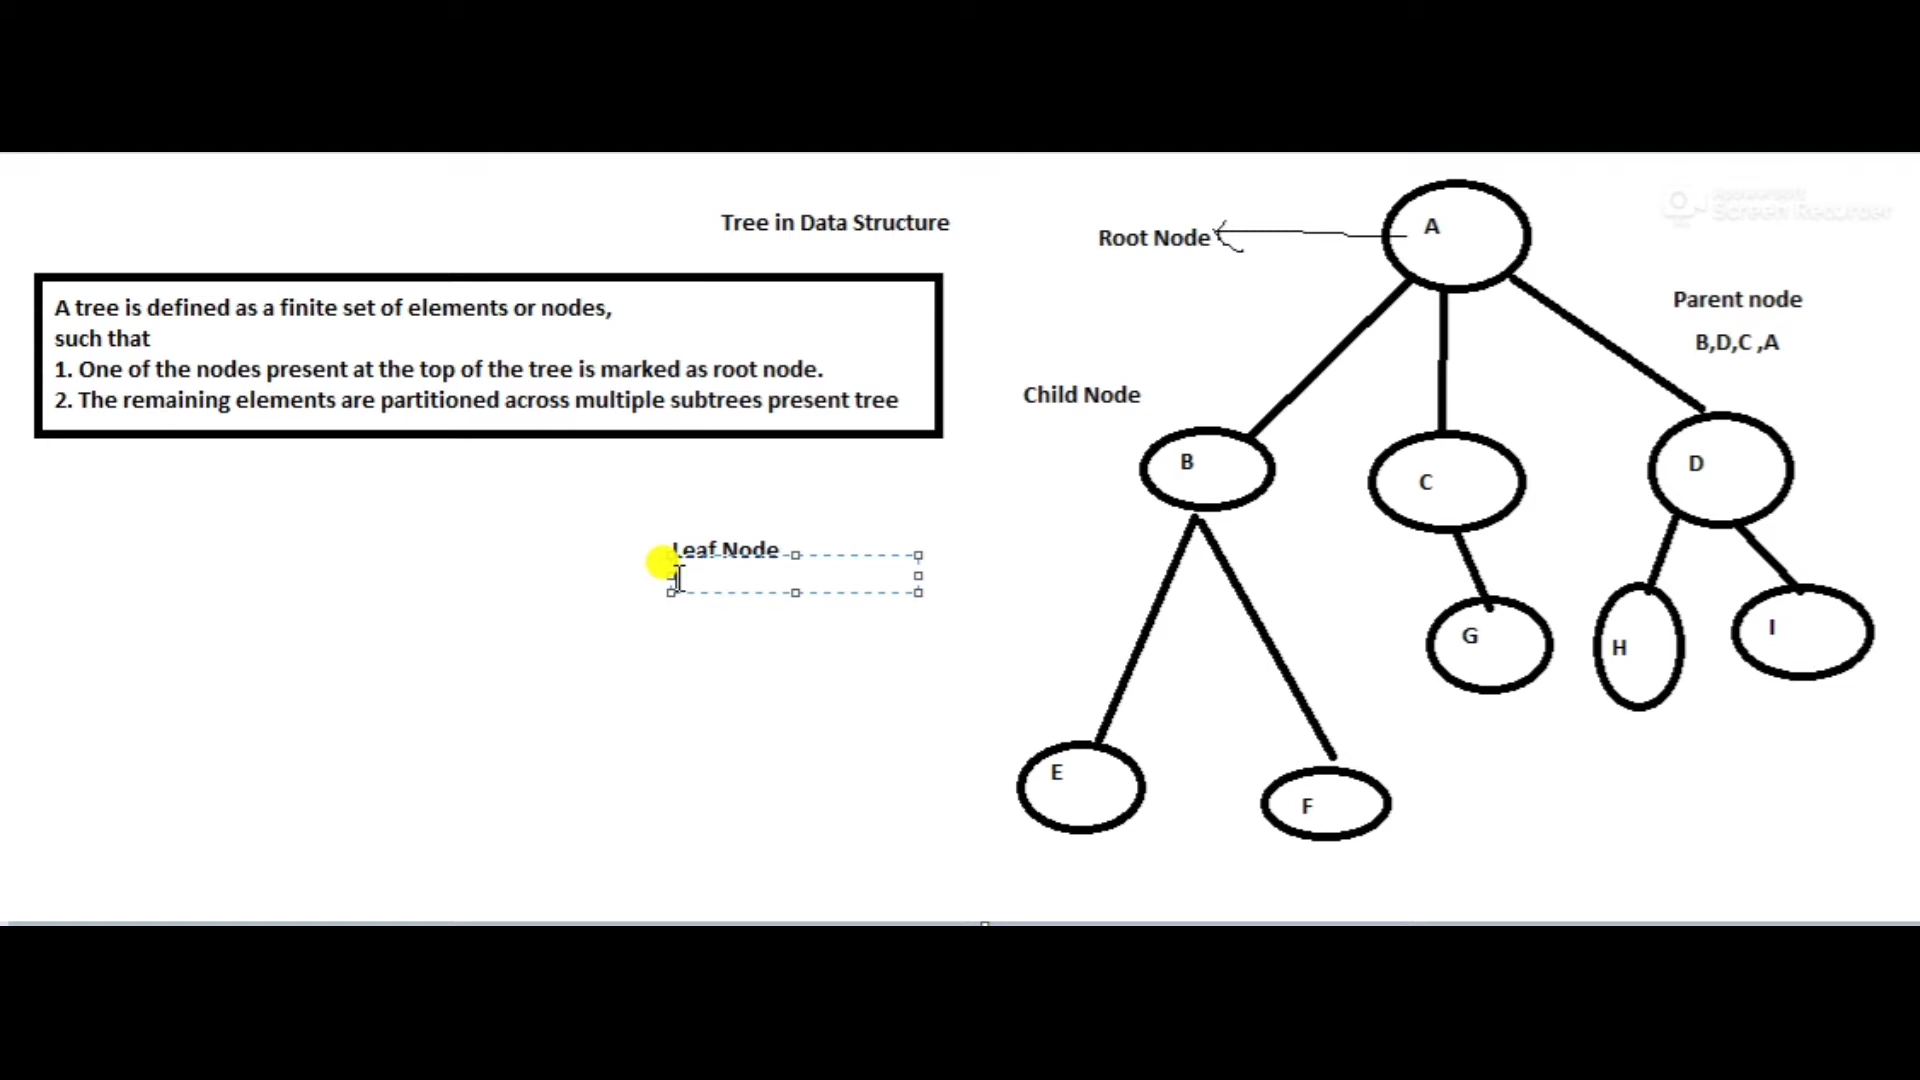 Tree in Data Structure
A tree is defined as a finite set of elements or nodes,
such that
1. One of the nodes present at the top of the tree is marked as root node.
2. The remaining elements are partitioned across multiple subtrees present tree
Leaf Node
Root Node
A
Screen Recorder
Parent node
B,D,C ,A
Child Node
B
C
D
G
H
I
E
F